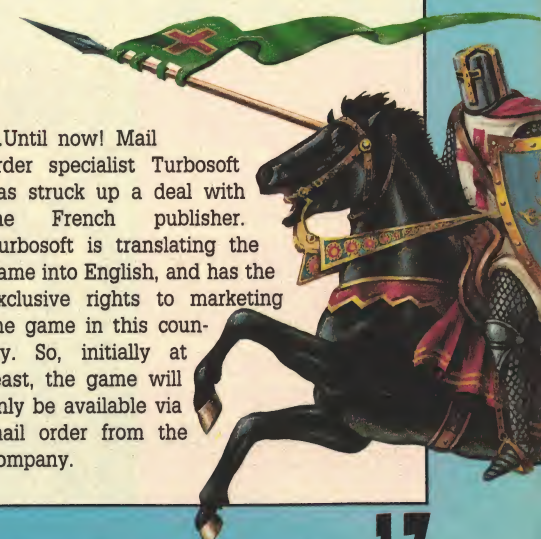 .Until now! Mail
rder specialist Turbosoft
as struck up a deal with
he French publisher.
urbosoft is translating the
ame into English, and has the
xclusive rights to marketing
he game in this coun-
y. So, initially at
east, the game will
nly be available via
ail order from the
ompany.
17